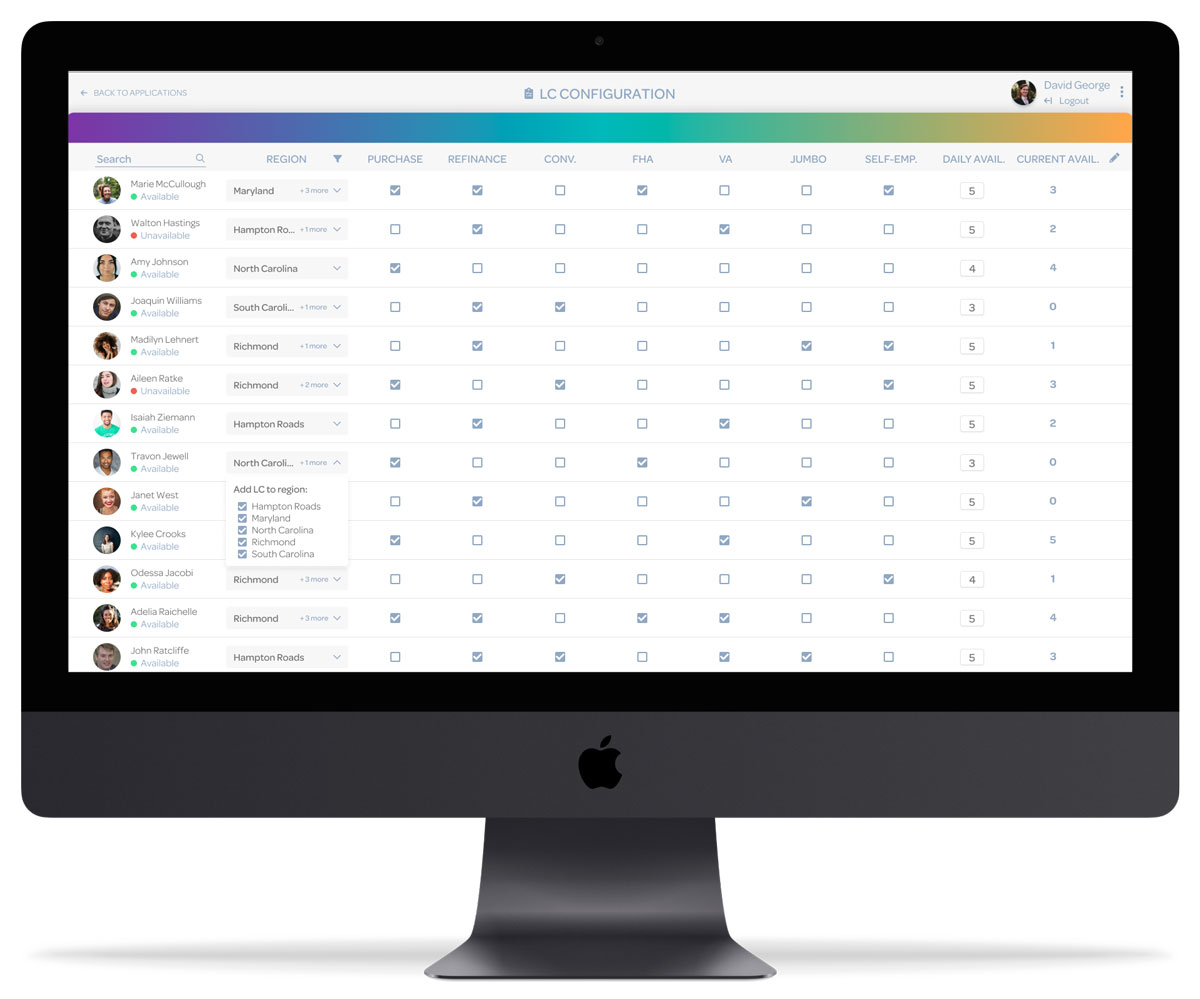 BACK TO APPLICATIONS
LC CONFIGURATION
David George
Logout
Search REGION PURCHASE REFINANCE CONV. FHA VA JUMBO SELF-EMP. DAILY AVAIL. CURRENT AVAIL.
Marie McCullough
Available
Maryland +3 more 5 3
Walton Hastings
Unavailable
Hampton Ro... +1 more 5 2
Amy Johnson
Available
North Carolina 4 4
Joaquin Williams
Available
South Caroli... +1 more 3 0
Madilyn Lehnert
Available
Richmond +1 more 5 1
Aileen Ratke
Unavailable
Richmond +2 more 5 3
Isaiah Ziemann
Available
Hampton Roads 5 2
Travon Jewell
Available
North Caroli... +1 more 3 0
Add LC to region:
Hampton Roads
Maryland
North Carolina
Richmond
South Carolina
Janet West
Available
5 0
Kylee Crooks
Available
5 5
Odessa Jacobi
Available
Richmond +3 more 4 1
Adelia Raichelle
Available
Richmond +3 more 5 4
John Ratcliffe
Available
Hampton Roads 5 3